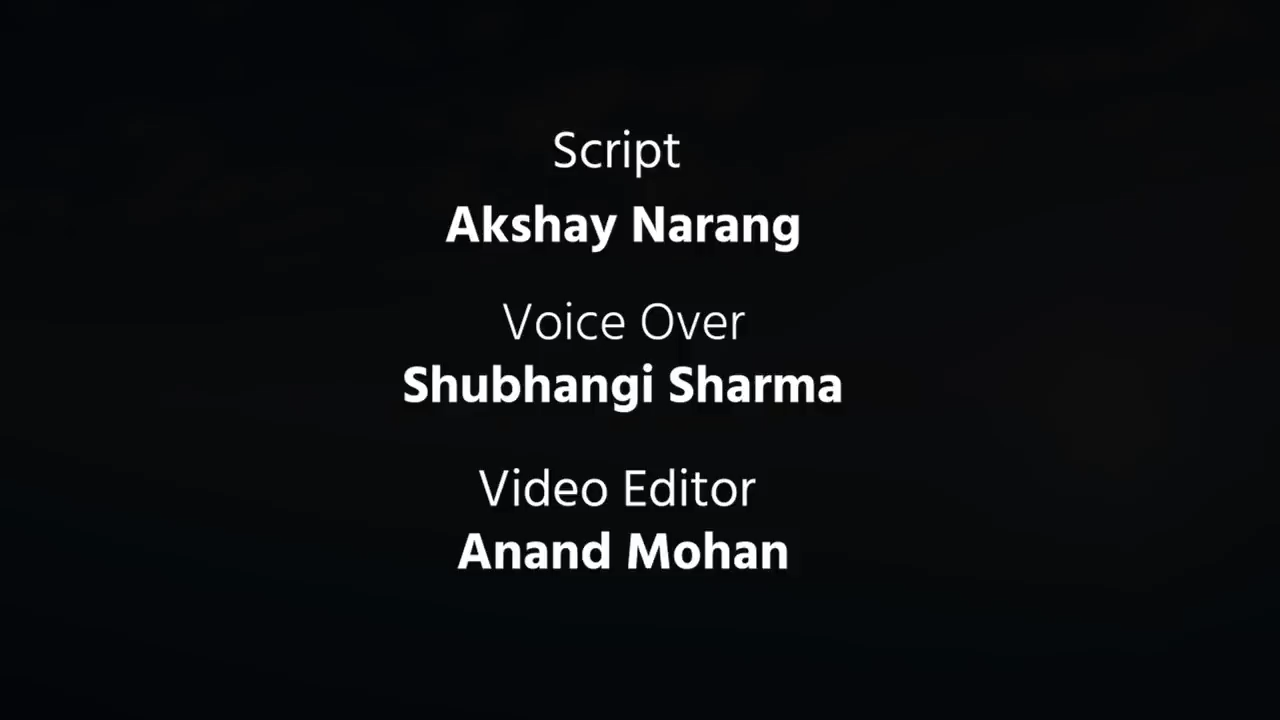 Script
Akshay Narang
Voice Over
Shubhangi Sharma
Video Editor
Anand Mohan